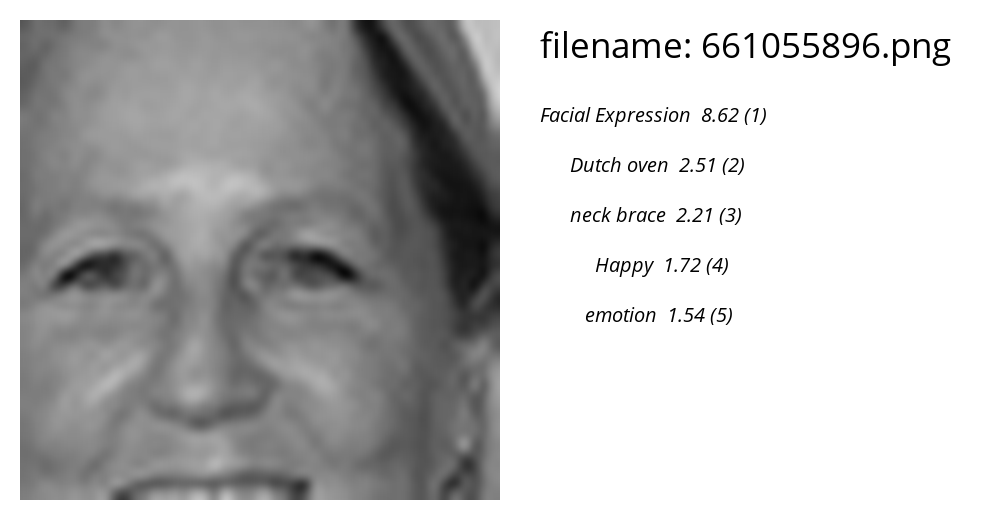 filename: 661055896.png
Facial Expression 8.62 (1)
Dutch oven 2.51 (2)
neck brace 2.21 (3)
Happy 1.72 (4)
emotion 1.54 (5)